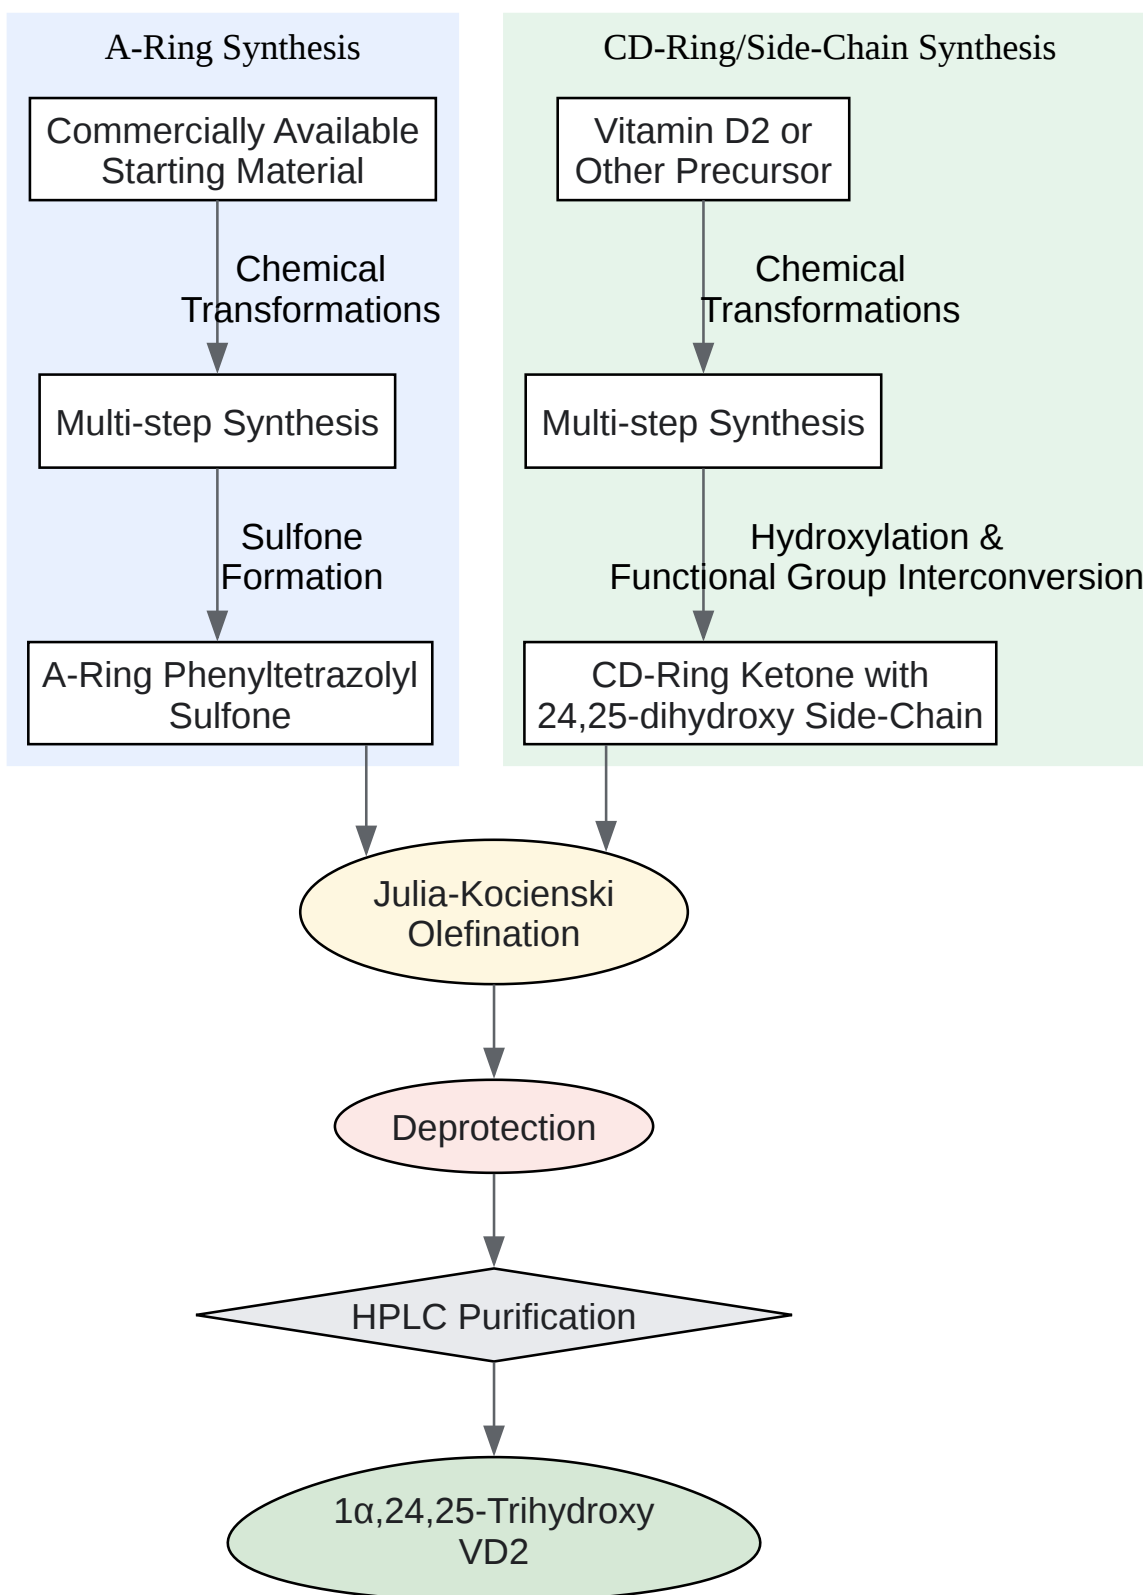 A-Ring Synthesis
Commercially Available
Starting Material
Chemical
Transformations
Multi-step Synthesis
Sulfone
Formation
A-Ring Phenyltetrazolyl
Sulfone
CD-Ring/Side-Chain Synthesis
Vitamin D2 or
Other Precursor
Chemical
Transformations
Multi-step Synthesis
Hydroxylation &
Functional Group Interconversion
CD-Ring Ketone with
24,25-dihydroxy Side-Chain
Julia-Kocienski
Olefination
Deprotection
HPLC Purification
1α,24,25-Trihydroxy
VD2